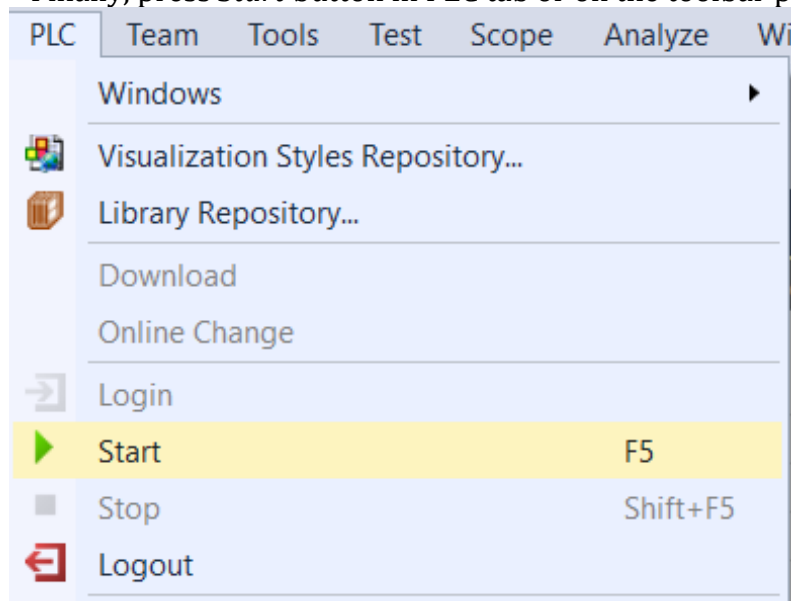 PLC Team Tools Test Scope Analyze
Windows
Visualization Styles Repository...
Library Repository...
Download
Online Change
Login
Start F5
Stop Shift+F5
Logout